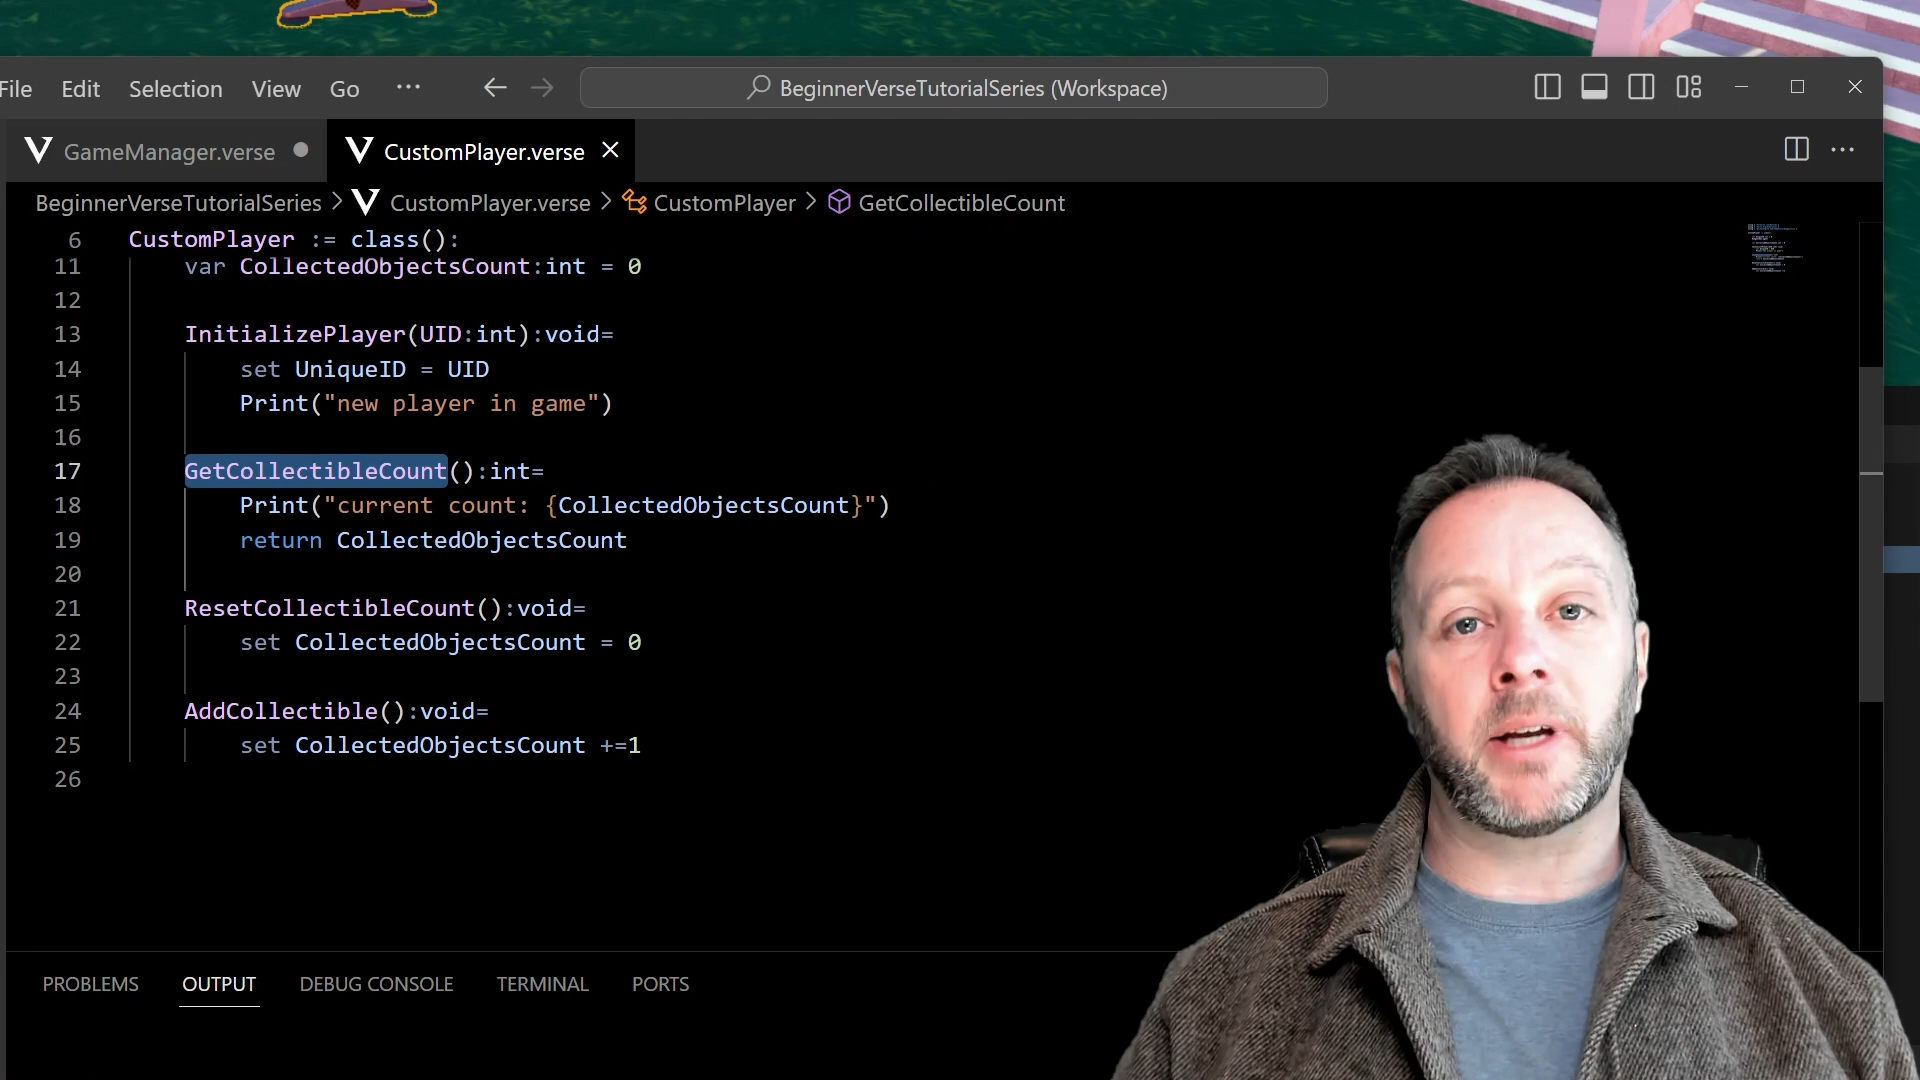 File Edit Selection View Go ··· BeginnerVerseTutorialSeries (Workspace)
GameManager.verse CustomPlayer.verse
BeginnerVerseTutorialSeries > CustomPlayer.verse > CustomPlayer > GetCollectibleCount
6 CustomPlayer := class():
11 var CollectedObjectsCount:int = 0
12
13 InitializePlayer(UID:int):void=
14 set UniqueID = UID
15 Print("new player in game")
16
17 GetCollectibleCount():int=
18 Print("current count: {CollectedObjectsCount}")
19 return CollectedObjectsCount
20
21 ResetCollectibleCount():void=
22 set CollectedObjectsCount = 0
23
24 AddCollectible():void=
25 set CollectedObjectsCount +=1
26
PROBLEMS OUTPUT DEBUG CONSOLE TERMINAL PORTS